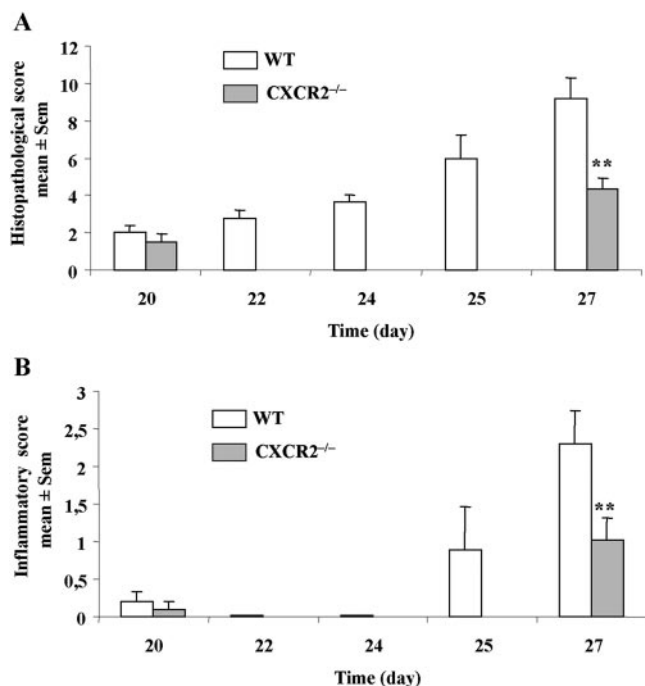 A
Histopathological score
mean ± Sem
12
10
8
6
4
2
0
WT
CXCR2−/−
**
20 22 24 25 27
Time (day)
B
Inflammatory score
mean ± Sem
3
2,5
2
1,5
1
0,5
0
WT
CXCR2−/−
**
20 22 24 25 27
Time (day)